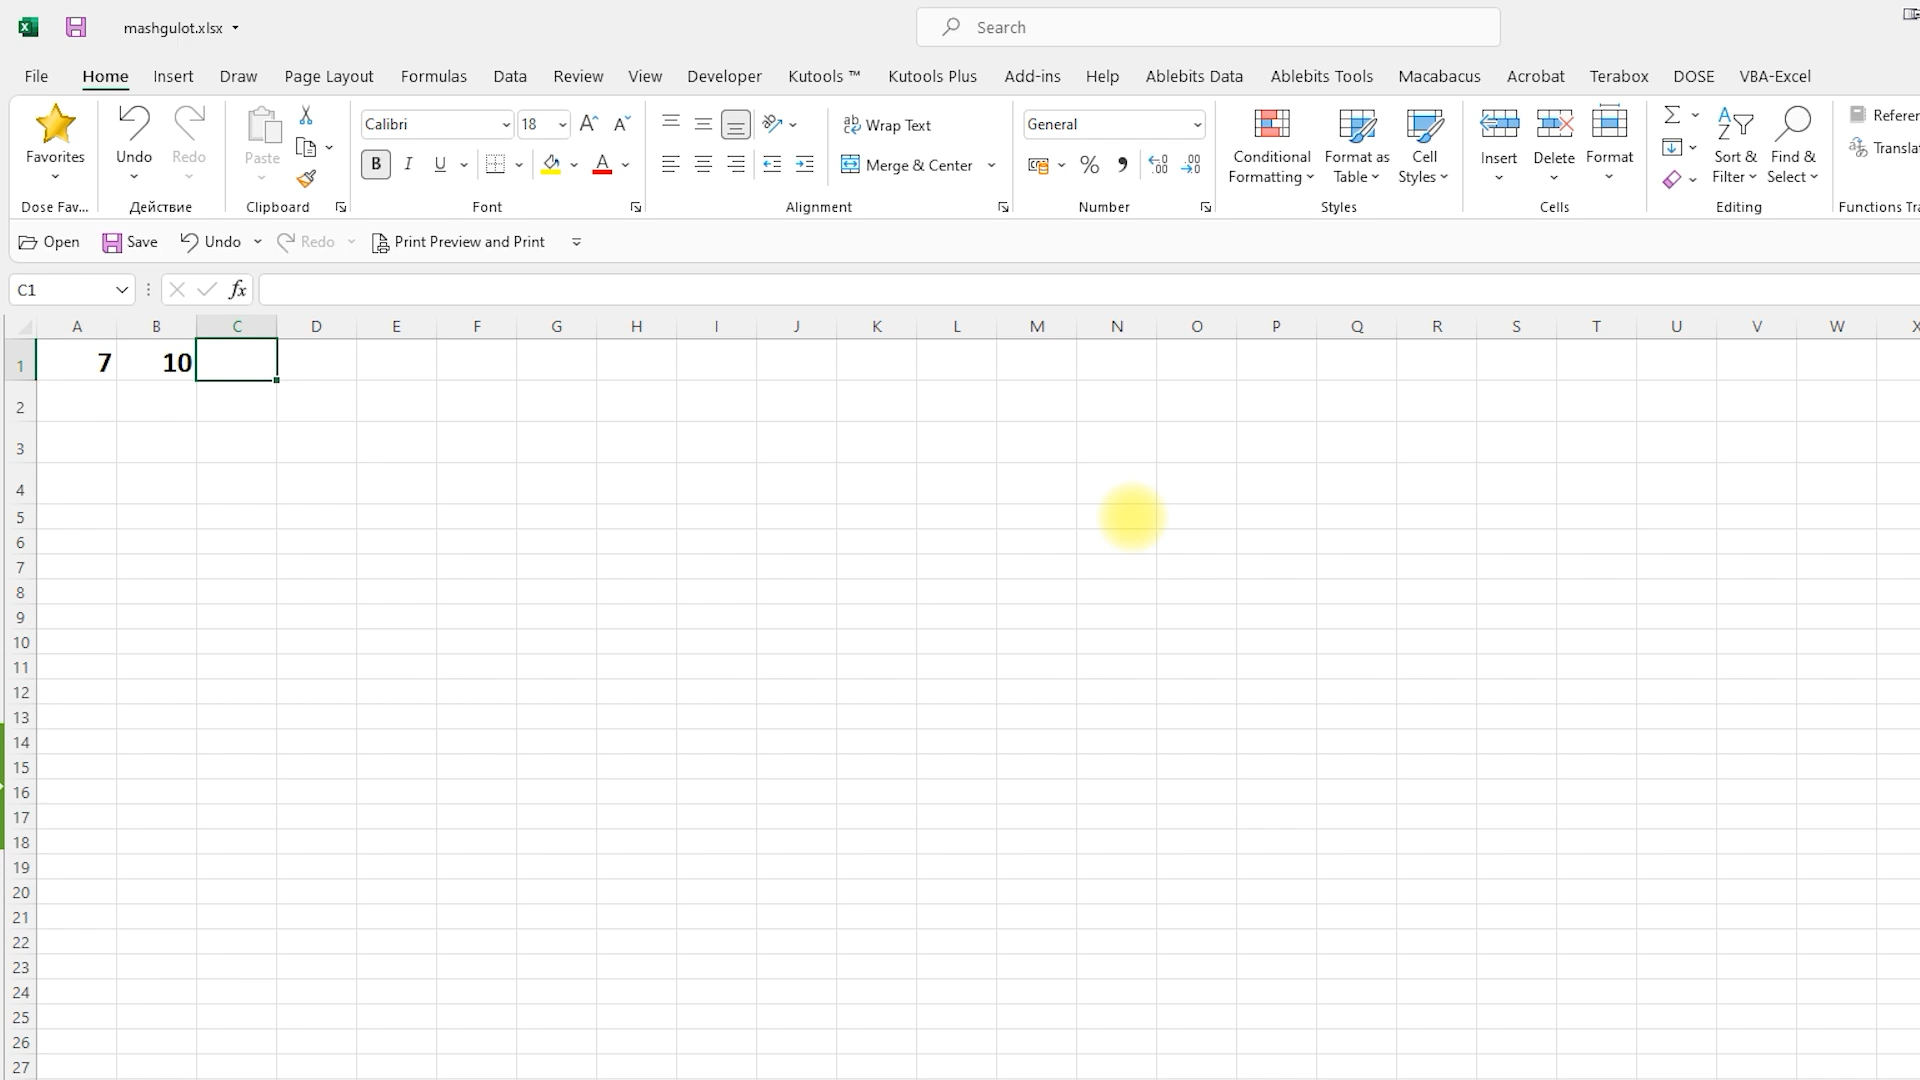 mashgulot.xlsx
Search
File Home Insert Draw Page Layout Formulas Data Review View Developer Kutools ™ Kutools Plus Add-ins Help Ablebits Data Ablebits Tools Macabacus Acrobat Terabox DOSE VBA-Excel
Favorites
Dose Fav...
Undo Redo
Действие
Paste
Clipboard
Calibri 18
B I U A
Font
Wrap Text
Merge & Center
Alignment
General
% 9 .00 .00
Number
Conditional Formatting
Format as Table
Cell Styles
Styles
Insert Delete Format
Cells
Σ
Sort & Filter
Find & Select
Editing
Functions
Open Save Undo Redo Print Preview and Print
C1 fx
A B C D E F G H I J K L M N O P Q R S T U V W X
1 7 10
2
3
4
5
6
7
8
9
10
11
12
13
14
15
16
17
18
19
20
21
22
23
24
25
26
27